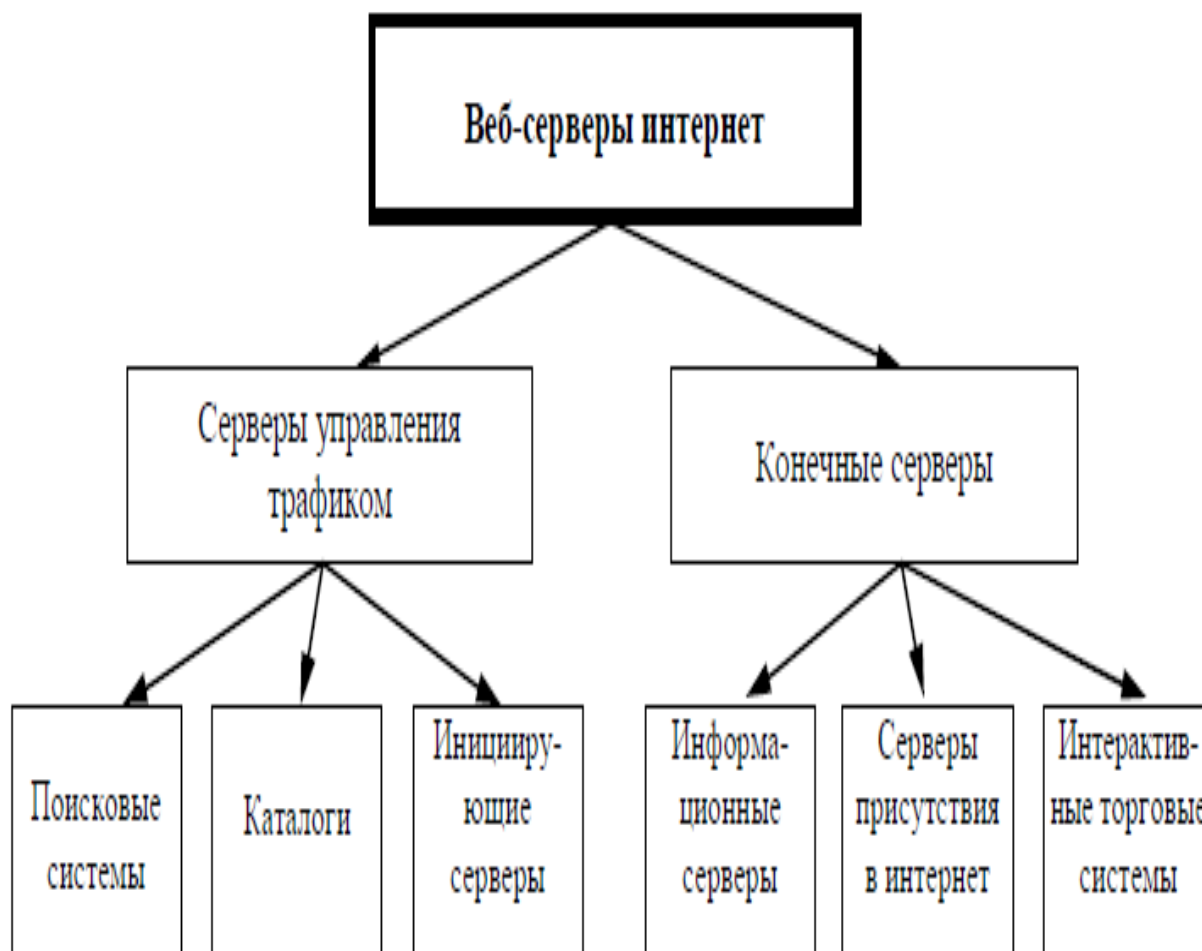 Веб-серверы интернет
Серверы управления
трафиком
Конечные серверы
Поисковые
системы
Каталоги
Иницииру-
ющие
серверы
Информа-
ционные
серверы
Серверы
присутствия
в интернет
Интерактив-
ные торговые
системы